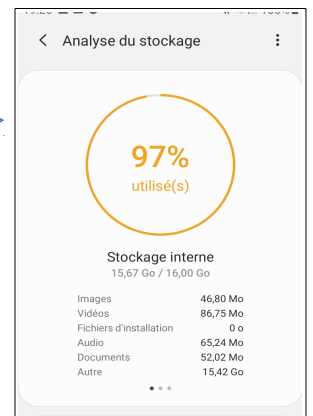 Analyse du stockage
97%
utilisé(s)
Stockage interne
15,67 Go / 16,00 Go
Images 46,80 Mo
Vidéos 86,75 Mo
Fichiers d'installation 0 o
Audio 65,24 Mo
Documents 52,02 Mo
Autre 15,42 Go